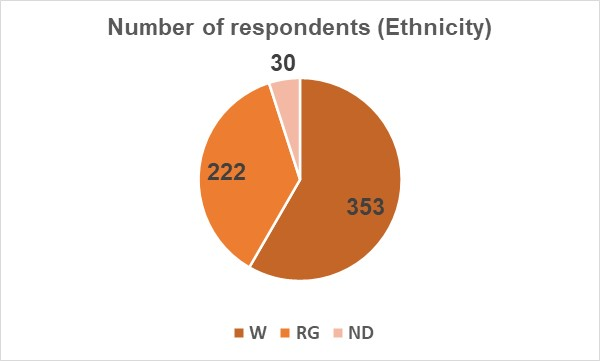 Number of respondents (Ethnicity)
30
222
353
W RG ND